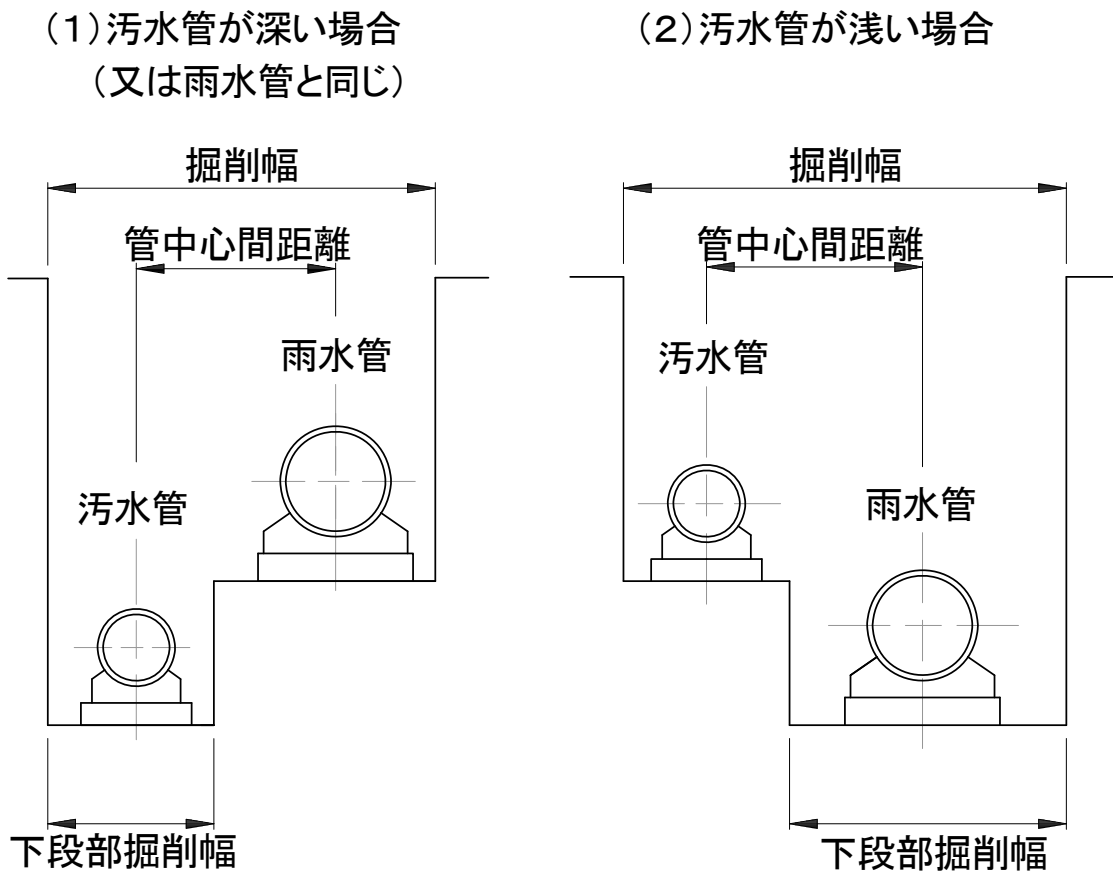 (1)汚水管が深い場合
(又は雨水管と同じ)
掘削幅
管中心間距離
雨水管
汚水管
下段部掘削幅
(2)汚水管が浅い場合
掘削幅
管中心間距離
汚水管
雨水管
下段部掘削幅